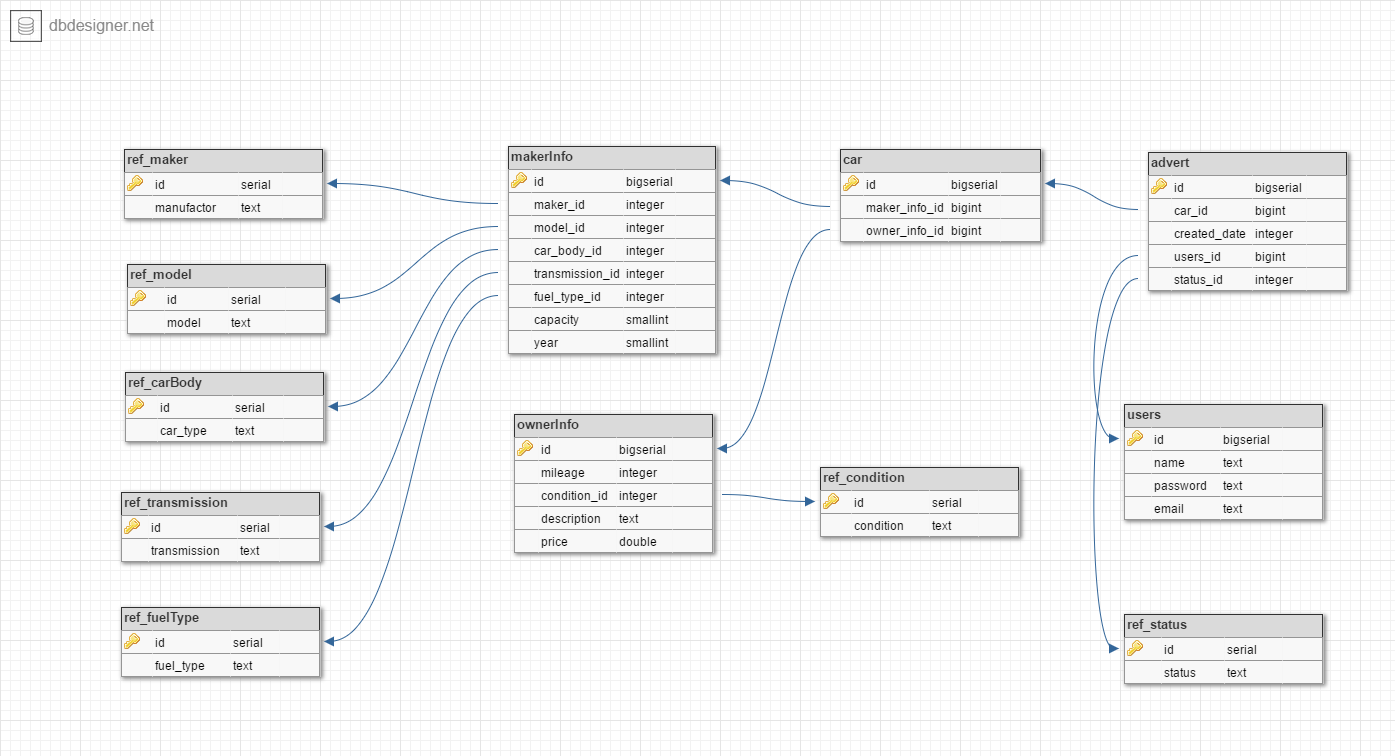 dbdesigner.net
ref_maker
id serial
manufactor text
ref_model
id serial
model text
ref_carBody
id serial
car_type text
ref_transmission
id serial
transmission text
ref_fuelType
id serial
fuel_type text
makerInfo
id bigserial
maker_id integer
model_id integer
car_body_id integer
transmission_id integer
fuel_type_id integer
capacity smallint
year smallint
ownerInfo
id bigserial
mileage integer
condition_id integer
description text
price double
car
id bigserial
maker_info_id bigint
owner_info_id bigint
ref_condition
id serial
condition text
advert
id bigserial
car_id bigint
created_date integer
users_id bigint
status_id integer
users
id bigserial
name text
password text
email text
ref_status
id serial
status text